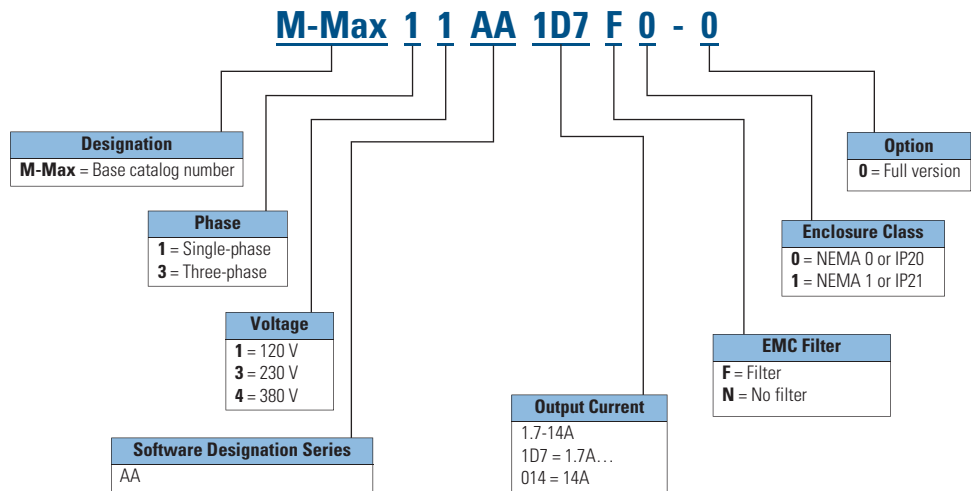 M-Max 1 1 AA 1D7 F 0 - 0
Designation
M-Max = Base catalog number
Option
0 = Full version
Phase
1 = Single-phase
3 = Three-phase
Enclosure Class
0 = NEMA 0 or IP20
1 = NEMA 1 or IP21
Voltage
1 = 120 V
3 = 230 V
4 = 380 V
EMC Filter
F = Filter
N = No filter
Output Current
1.7-14A
1D7 = 1.7A…
014 = 14A
Software Designation Series
AA